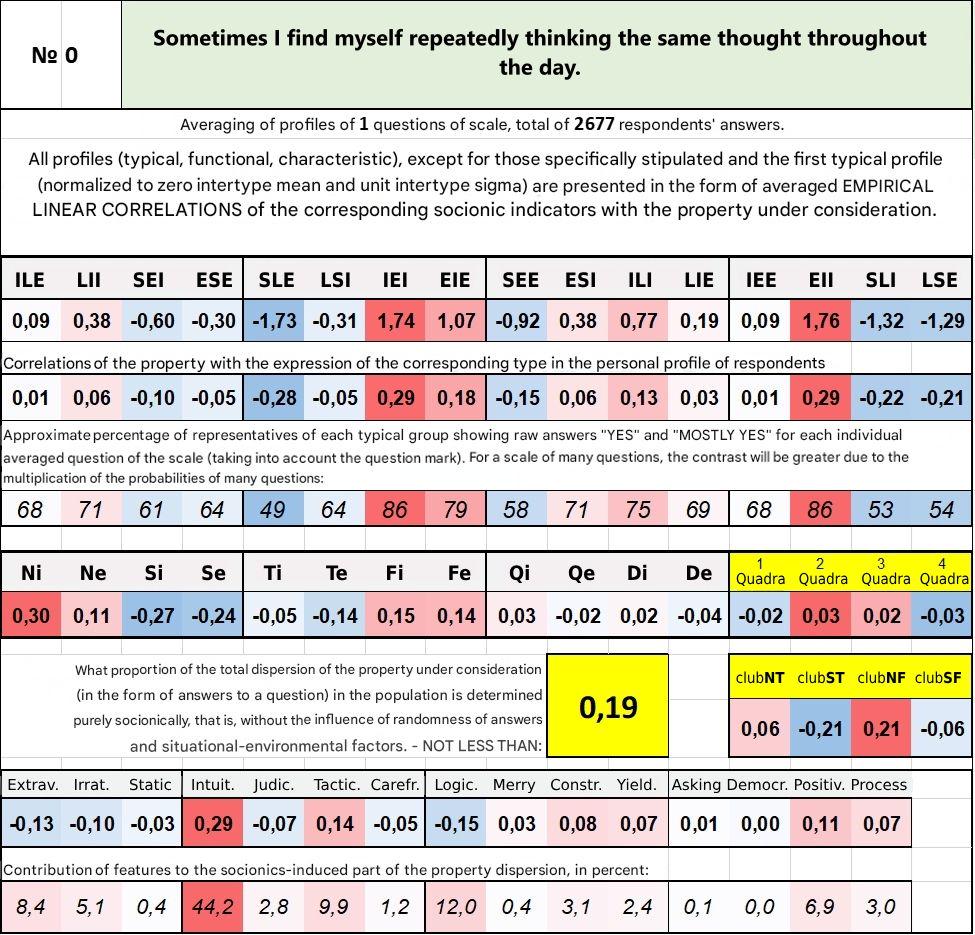 № 0
Sometimes I find myself repeatedly thinking the same thought throughout
the day.
Averaging of profiles of 1 questions of scale, total of 2677 respondents' answers.
All profiles (typical, functional, characteristic), except for those specifically stipulated and the first typical profile
(normalized to zero intertype mean and unit intertype sigma) are presented in the form of averaged EMPIRICAL
LINEAR CORRELATIONS of the corresponding socionic indicators with the property under consideration.
ILE LII SEI ESE SLE LSI IEI EIE SEE ESI ILI LIE IEE EII SLI LSE
0,09 0,38 -0,60 -0,30 -1,73 -0,31 1,74 1,07 -0,92 0,38 0,77 0,19 0,09 1,76 -1,32 -1,29
Correlations of the property with the expression of the corresponding type in the personal profile of respondents
0,01 0,06 -0,10 -0,05 -0,28 -0,05 0,29 0,18 -0,15 0,06 0,13 0,03 0,01 0,29 -0,22 -0,21
Approximate percentage of representatives of each typical group showing raw answers "YES" and "MOSTLY YES" for each individual
averaged question of the scale (taking into account the question mark). For a scale of many questions, the contrast will be greater due to the
multiplication of the probabilities of many questions:
68 71 61 64 49 64 86 79 58 71 75 69 68 86 53 54
Ni Ne Si Se Ti Te Fi Fe Qi Qe Di De 1 Quadra 2 Quadra 3 Quadra 4 Quadra
0,30 0,11 -0,27 -0,24 -0,05 -0,14 0,15 0,14 0,03 -0,02 0,02 -0,04 -0,02 0,03 0,02 -0,03
What proportion of the total dispersion of the property under consideration
(in the form of answers to a question) in the population is determined
purely socionically, that is, without the influence of randomness of answers
and situational-environmental factors. - NOT LESS THAN:
0,19
clubNT clubST clubNF clubSF
0,06 -0,21 0,21 -0,06
Extrav. Irrat. Static Intuit. Judic. Tactic. Carefr. Logic. Merry Constr. Yield. Asking Democr. Positiv. Process
-0,13 -0,10 -0,03 0,29 -0,07 0,14 -0,05 -0,15 0,03 0,08 0,07 0,01 0,00 0,11 0,07
Contribution of features to the socionics-induced part of the property dispersion, in percent:
8,4 5,1 0,4 44,2 2,8 9,9 1,2 12,0 0,4 3,1 2,4 0,1 0,0 6,9 3,0